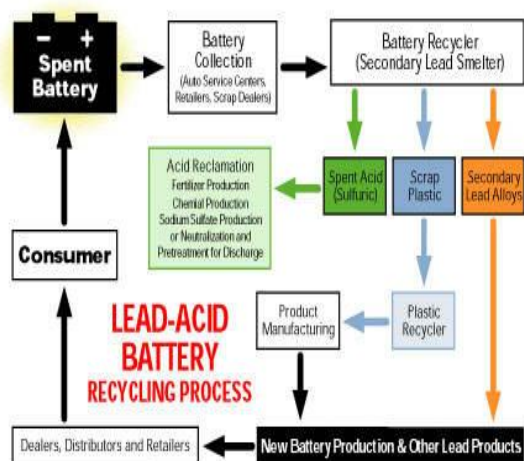 − +
Spent
Battery
Battery
Collection
(Auto Service Centers,
Retailers, Scrap Dealers)
Battery Recycler
(Secondary Lead Smelter)
Acid Reclamation
Fertilizer Production
Chemial Production
Sodium Sulfate Production
or Neutralization and
Pretreatment for Discharge
Spent Acid
(Sulfuric)
Scrap
Plastic
Secondary
Lead Alloys
Consumer
LEAD-ACID
BATTERY
RECYCLING PROCESS
Product
Manufacturing
Plastic
Recycler
Dealers, Distributors and Retailers
New Battery Production & Other Lead Products